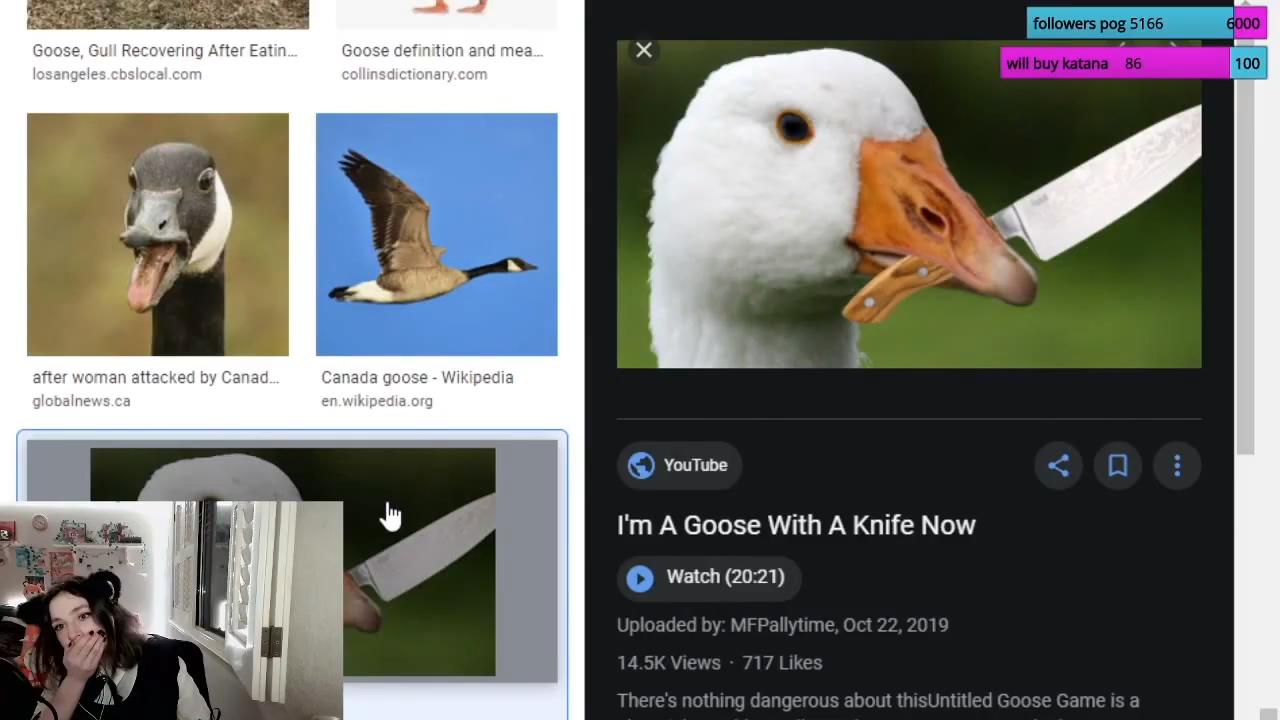 Goose, Gull Recovering After Eatin...
losangeles.cbslocal.com
Goose definition and mea...
collinsdictionary.com
after woman attacked by Canad...
globalnews.ca
Canada goose - Wikipedia
en.wikipedia.org
followers pog 5166 6000
will buy katana 86 100
YouTube
I'm A Goose With A Knife Now
Watch (20:21)
Uploaded by: MFPallytime, Oct 22, 2019
14.5K Views · 717 Likes
There's nothing dangerous about thisUntitled Goose Game is a